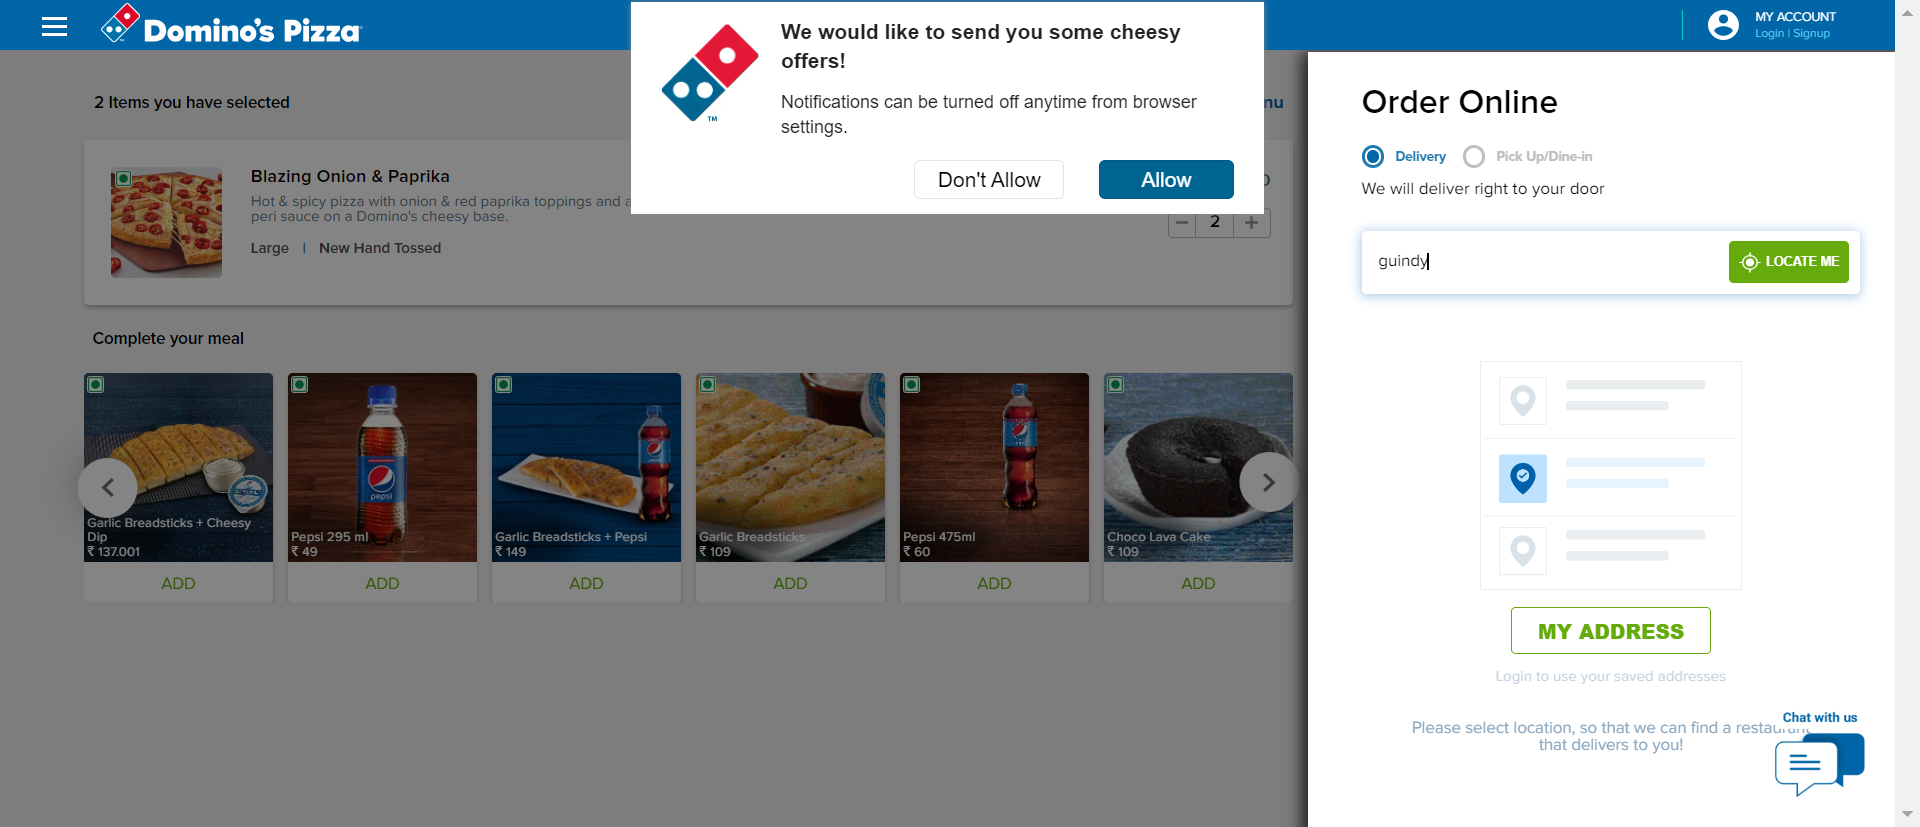 Domino's Pizza
MY ACCOUNT
Login | Signup
We would like to send you some cheesy
offers!
Notifications can be turned off anytime from browser
settings.
Don't Allow
Allow
2 Items you have selected
Blazing Onion & Paprika
Hot & spicy pizza with onion & red paprika toppings and
peri sauce on a Domino's cheesy base.
Large | New Hand Tossed
2
Complete your meal
Garlic Breadsticks + Cheesy
Dip
₹ 137.001
ADD
pepsi
Pepsi 295 ml
₹ 49
ADD
Garlic Breadsticks + Pepsi
₹ 149
ADD
Garlic Breadsticks
₹ 109
ADD
Pepsi 475ml
₹ 60
ADD
Choco Lava Cake
₹ 109
ADD
Order Online
Delivery
Pick Up/Dine-in
We will deliver right to your door
guindy
LOCATE ME
MY ADDRESS
Login to use your saved addresses
Please select location, so that we can find a restaurant
that delivers to you!
Chat with us